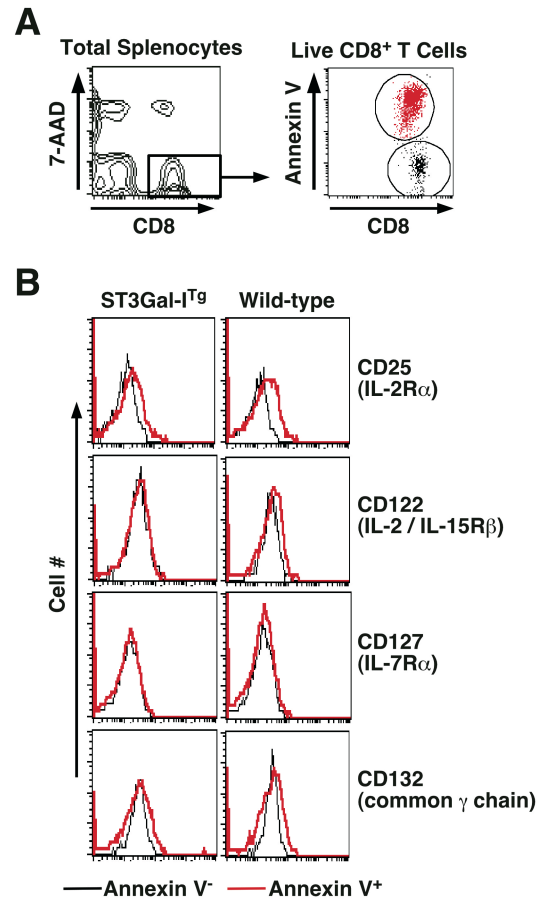 A
Total Splenocytes
Live CD8⁺ T Cells
7-AAD
CD8
Annexin V
CD8
B
ST3Gal-Iᵀᵍ
Wild-type
CD25
(IL-2Rα)
CD122
(IL-2 / IL-15Rβ)
Cell #
CD127
(IL-7Rα)
CD132
(common γ chain)
Annexin V⁻
Annexin V⁺